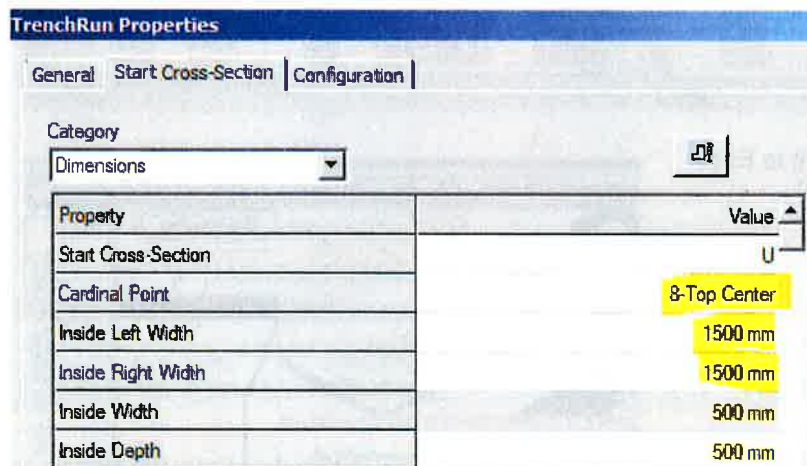 TrenchRun Properties
General Start Cross-Section Configuration
Category
Dimensions
Property Value
Start Cross-Section U
Cardinal Point 8-Top Center
Inside Left Width 1500 mm
Inside Right Width 1500 mm
Inside Width 500 mm
Inside Depth 500 mm